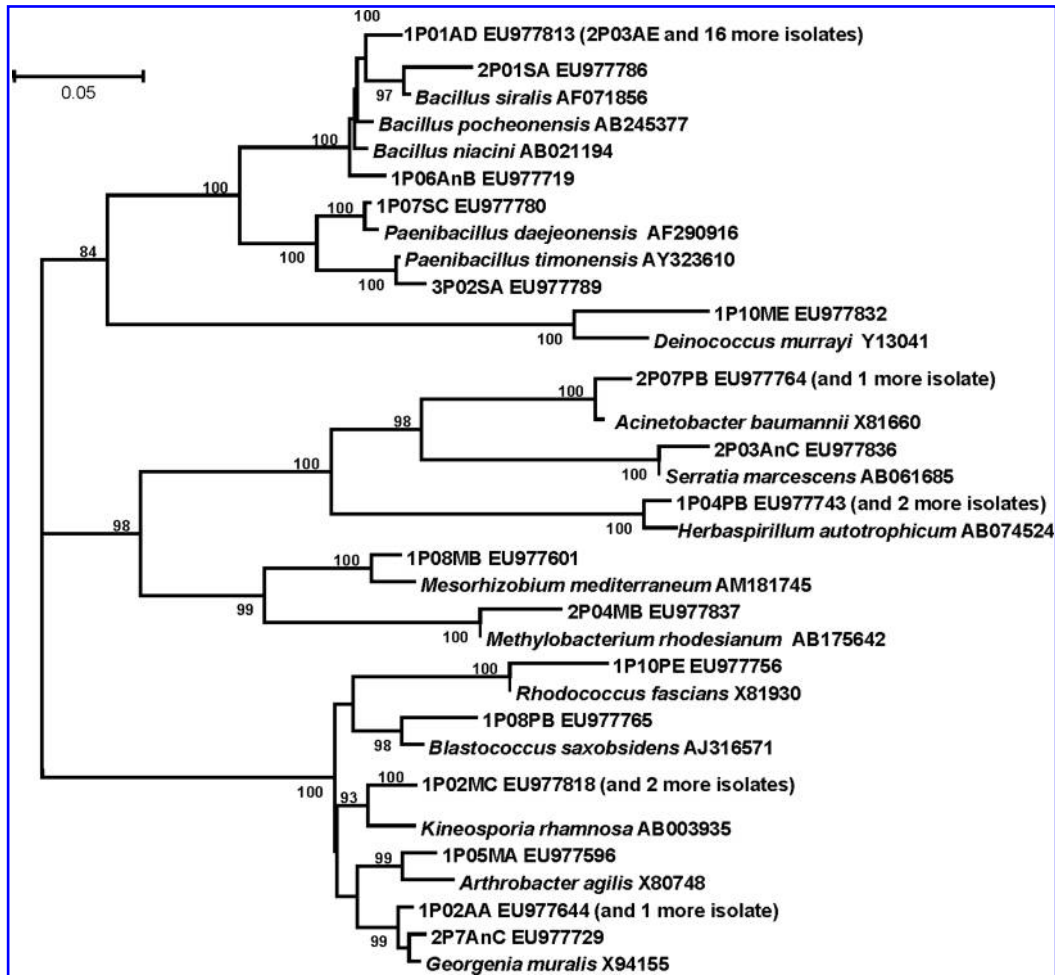 100
1P01AD EU977813 (2P03AE and 16 more isolates)
2P01SA EU977786
0.05
97
Bacillus siralis AF071856
Bacillus pocheonensis AB245377
100
Bacillus niacini AB021194
100
1P06AnB EU977719
100
1P07SC EU977780
Paenibacillus daejeonensis AF290916
84
100
Paenibacillus timonensis AY323610
100
3P02SA EU977789
1P10ME EU977832
100
Deinococcus murrayi Y13041
2P07PB EU977764 (and 1 more isolate)
100
98
Acinetobacter baumannii X81660
2P03AnC EU977836
100
100
Serratia marcescens AB061685
1P04PB EU977743 (and 2 more isolates)
98
100
Herbaspirillum autotrophicum AB074524
1P08MB EU977601
100
Mesorhizobium mediterraneum AM181745
99
2P04MB EU977837
100
Methylobacterium rhodesianum AB175642
100
1P10PE EU977756
Rhodococcus fascians X81930
1P08PB EU977765
98
Blastococcus saxobsidens AJ316571
100
1P02MC EU977818 (and 2 more isolates)
100
93
Kineosporia rhamnosa AB003935
99
1P05MA EU977596
Arthrobacter agilis X80748
1P02AA EU977644 (and 1 more isolate)
99
2P7AnC EU977729
Georgenia muralis X94155